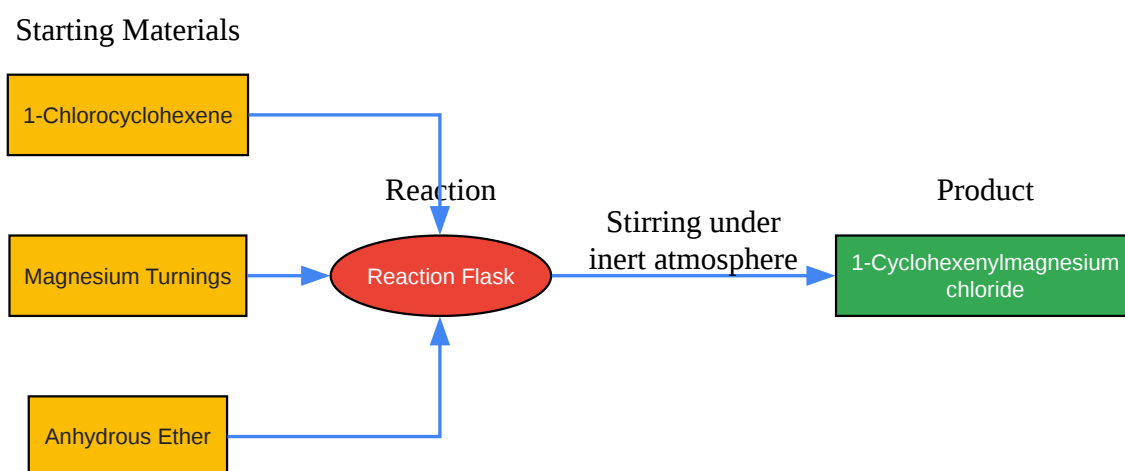 Starting Materials
1-Chlorocyclohexene
Reaction
Product
Stirring under
inert atmosphere
Magnesium Turnings
Reaction Flask
1-Cyclohexenylmagnesium
chloride
Anhydrous Ether